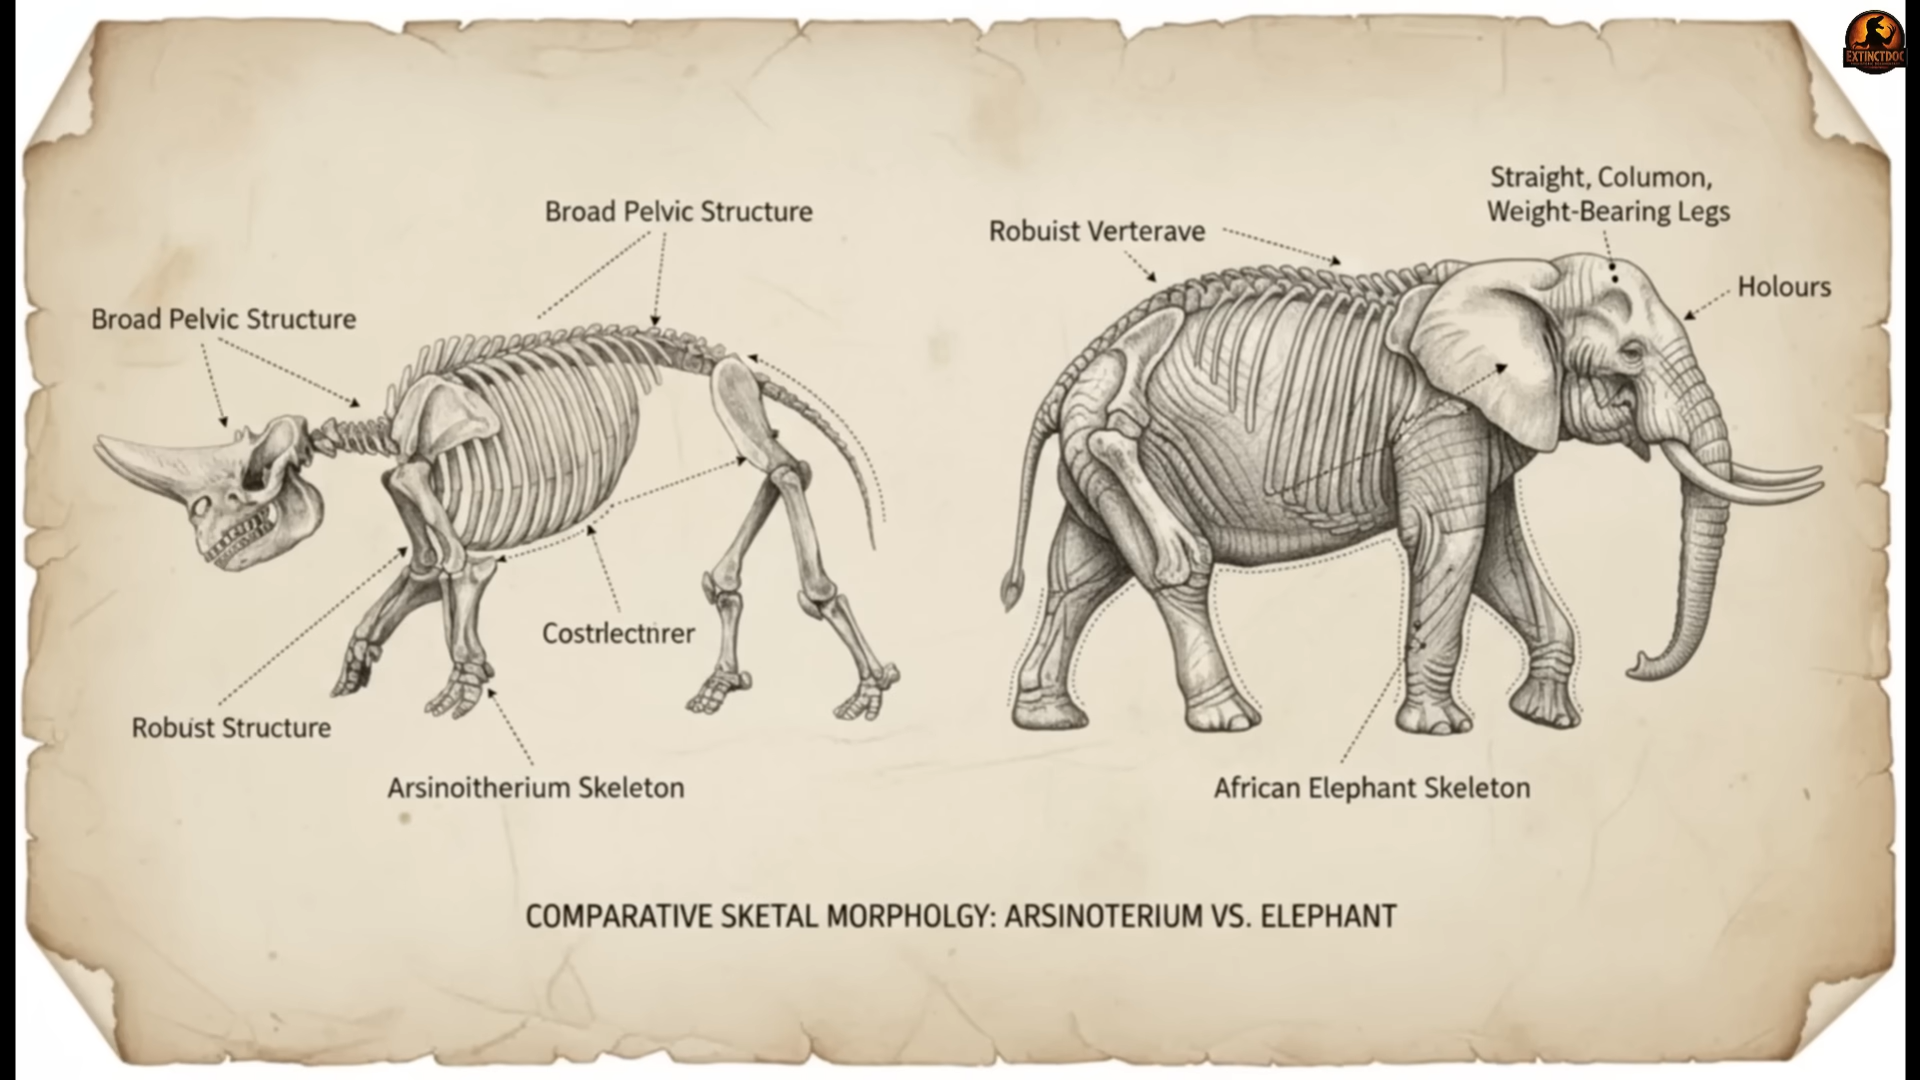 EXTINCTDOC
Straight, Columon,
Weight-Bearing Legs
Broad Pelvic Structure
Robuist Verterave
Holours
Broad Pelvic Structure
Costrlectnrer
Robust Structure
Arsinoitherium Skeleton
African Elephant Skeleton
COMPARATIVE SKETAL MORPHOLGY: ARSINOTERIUM VS. ELEPHANT